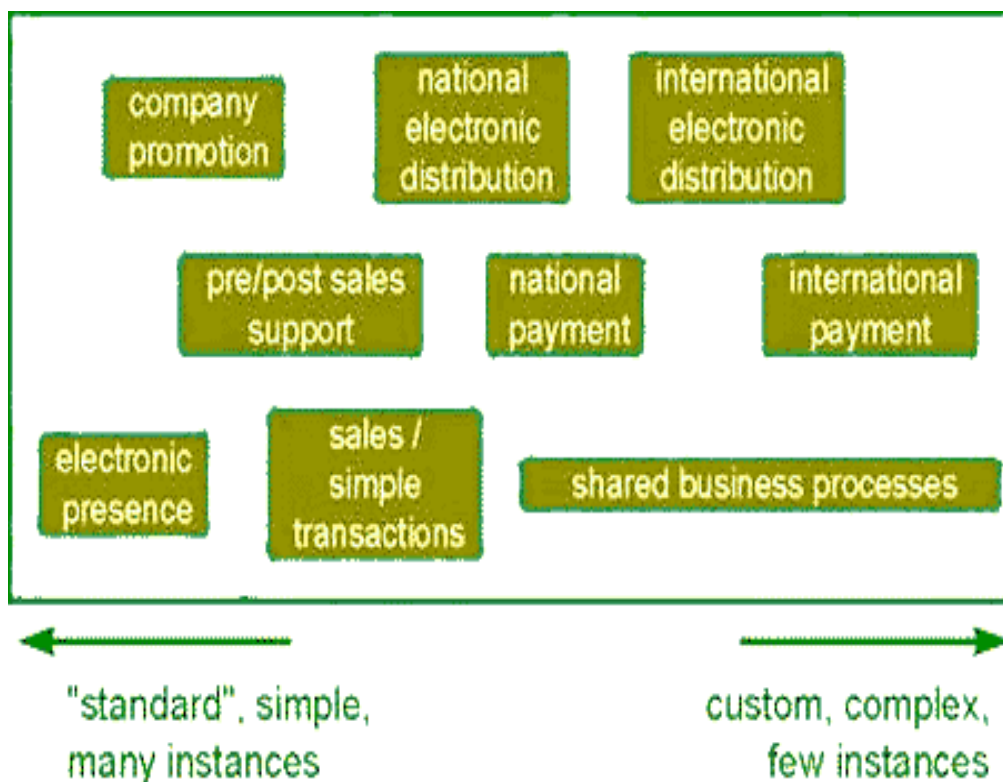 company
promotion
national
electronic
distribution
international
electronic
distribution
pre/post sales
support
national
payment
international
payment
electronic
presence
sales /
simple
transactions
shared business processes
"standard", simple,
many instances
custom, complex,
few instances